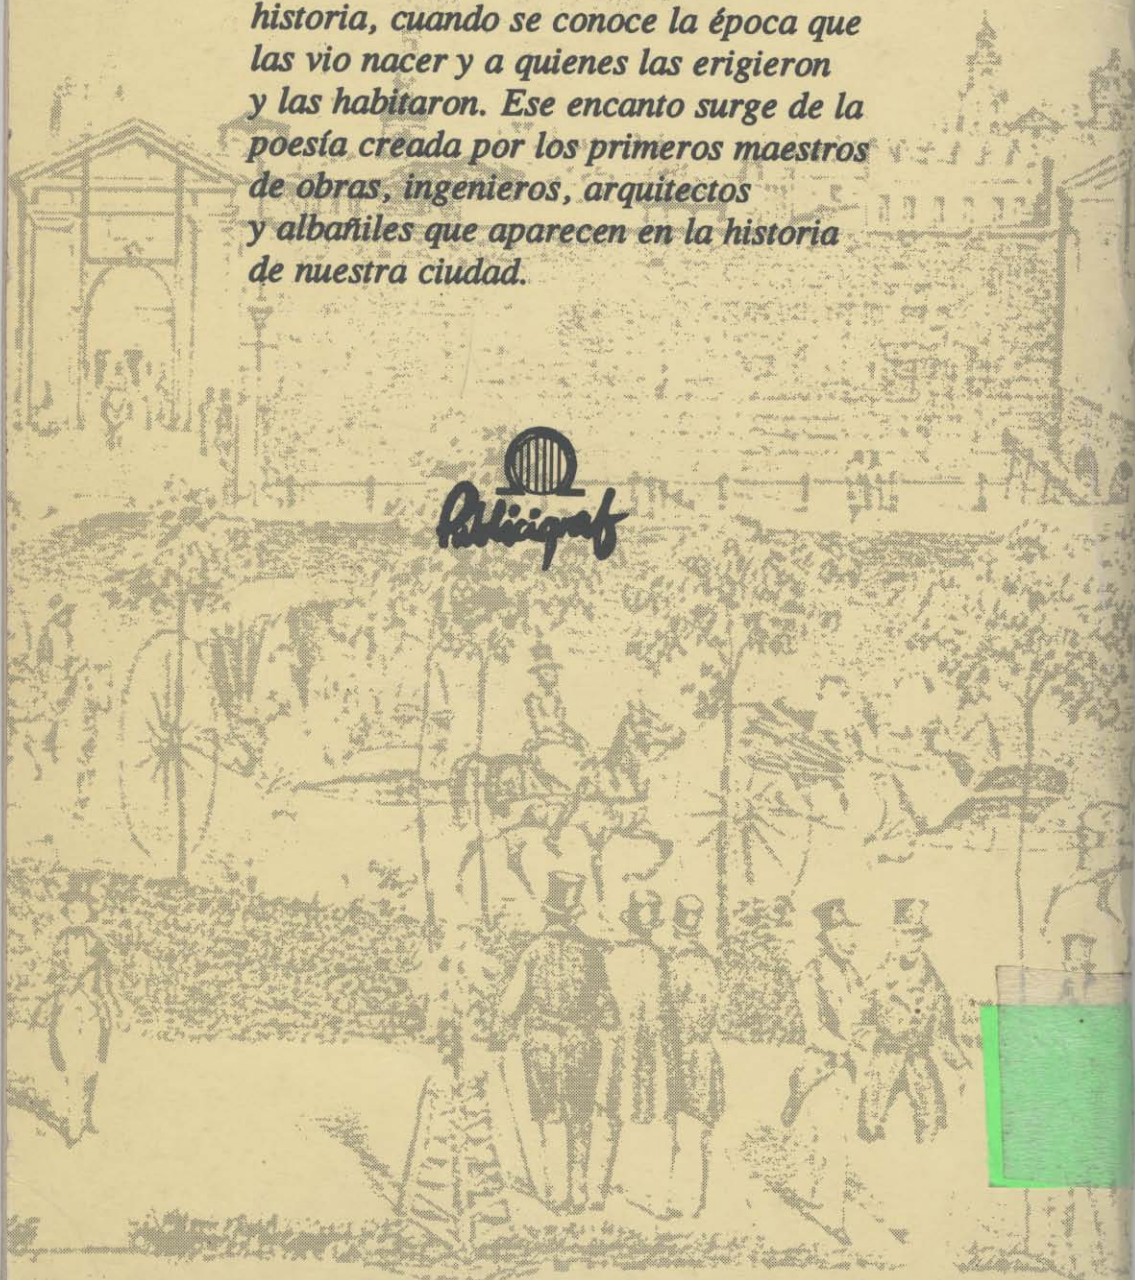 historia, cuando se conoce la época que
las vio nacer y a quienes las erigieron
y las habitaron. Ese encanto surge de la
poesía creada por los primeros maestros
de obras, ingenieros, arquitectos
y albañiles que aparecen en la historia
de nuestra ciudad.
Publicigraf